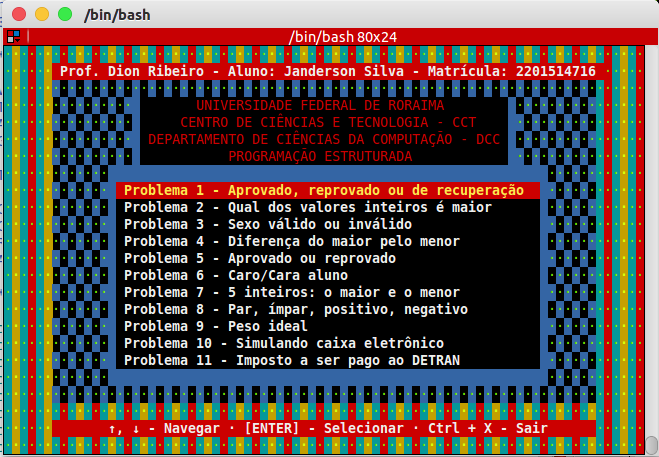 /bin/bash
/bin/bash 80x24
Prof. Dion Ribeiro - Aluno: Janderson Silva - Matrícula: 2201514716
UNIVERSIDADE FEDERAL DE RORAIMA
CENTRO DE CIÊNCIAS E TECNOLOGIA - CCT
DEPARTAMENTO DE CIÊNCIAS DA COMPUTAÇÃO - DCC
PROGRAMAÇÃO ESTRUTURADA
Problema 1 - Aprovado, reprovado ou de recuperação
Problema 2 - Qual dos valores inteiros é maior
Problema 3 - Sexo válido ou inválido
Problema 4 - Diferença do maior pelo menor
Problema 5 - Aprovado ou reprovado
Problema 6 - Caro/Cara aluno
Problema 7 - 5 inteiros: o maior e o menor
Problema 8 - Par, ímpar, positivo, negativo
Problema 9 - Peso ideal
Problema 10 - Simulando caixa eletrônico
Problema 11 - Imposto a ser pago ao DETRAN
↑, ↓ - Navegar · [ENTER] - Selecionar · Ctrl + X - Sair